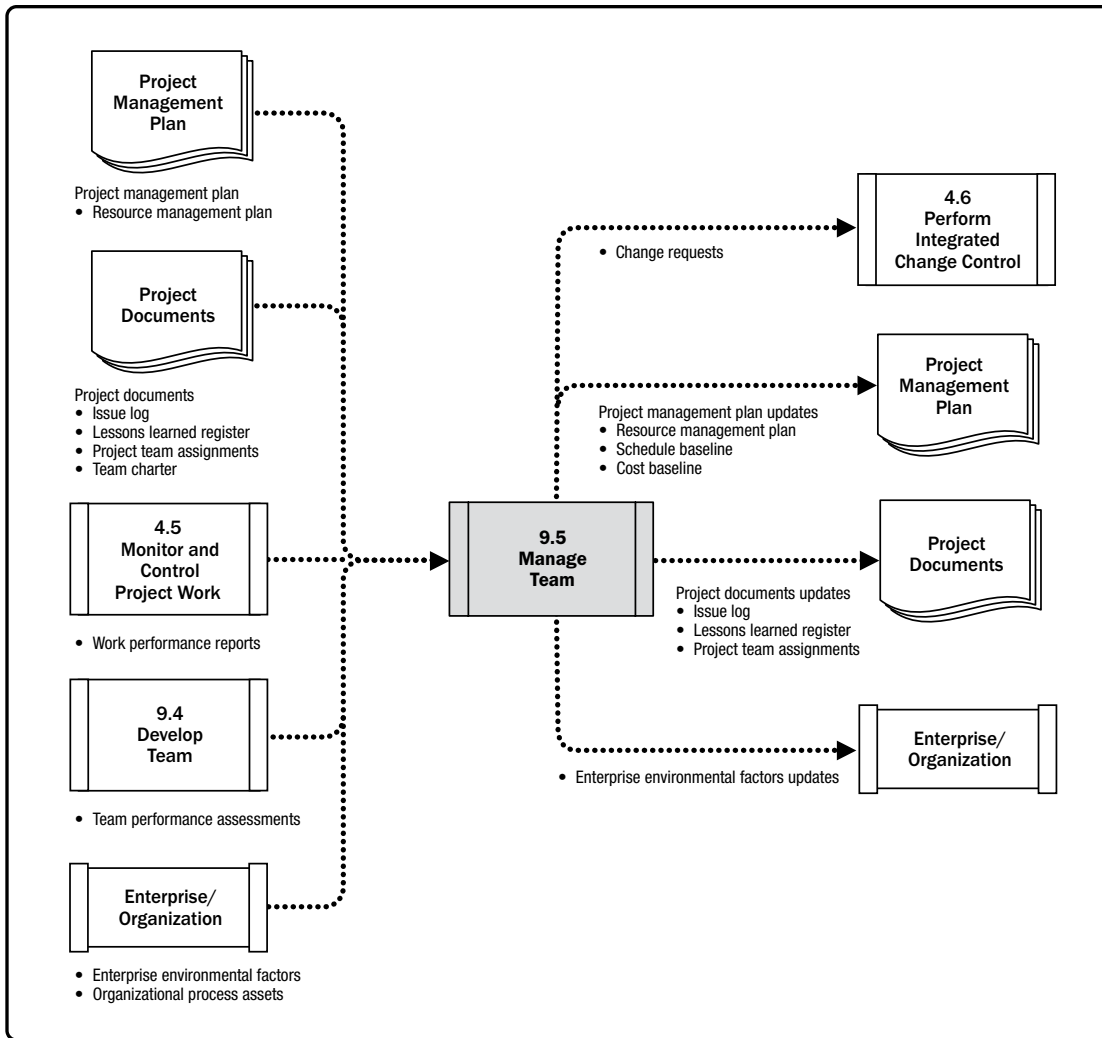 Project
Management
Plan
Project management plan
• Resource management plan
Project
Documents
Project documents
• Issue log
• Lessons learned register
• Project team assignments
• Team charter
4.5
Monitor and
Control
Project Work
• Work performance reports
9.4
Develop
Team
• Team performance assessments
Enterprise/
Organization
• Enterprise environmental factors
• Organizational process assets
9.5
Manage
Team
• Change requests
4.6
Perform
Integrated
Change Control
Project management plan updates
• Resource management plan
• Schedule baseline
• Cost baseline
Project
Management
Plan
Project documents updates
• Issue log
• Lessons learned register
• Project team assignments
Project
Documents
• Enterprise environmental factors updates
Enterprise/
Organization